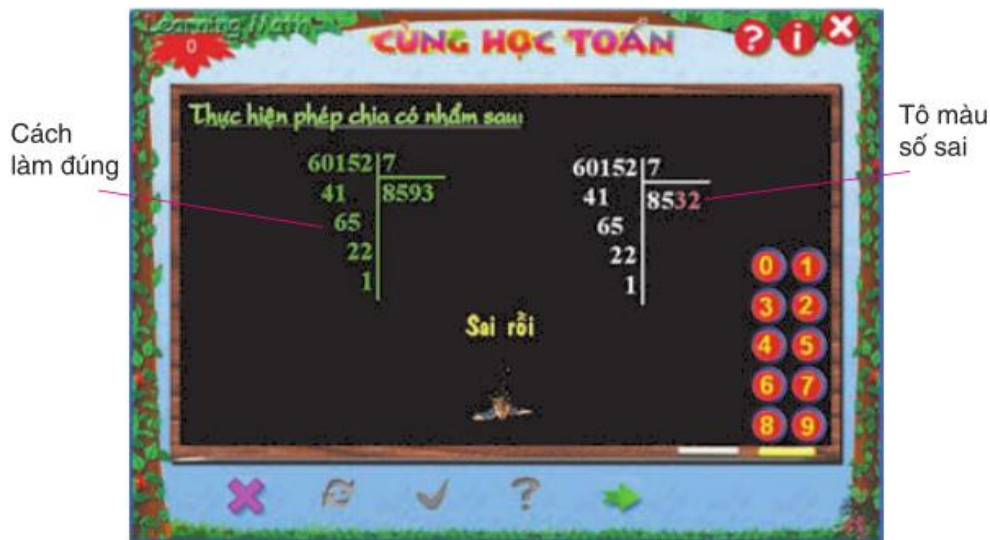 Learning Math
0
CÙNG HỌC TOÁN
? i X
Thực hiện phép chia có nhẩm sau:
Cách
làm đúng
60152 7
41 8593
65
22
1
60152 7
41 8532
65
22
1
Tô màu
số sai
Sai rồi
0 1
3 2
4 5
6 7
8 9
?